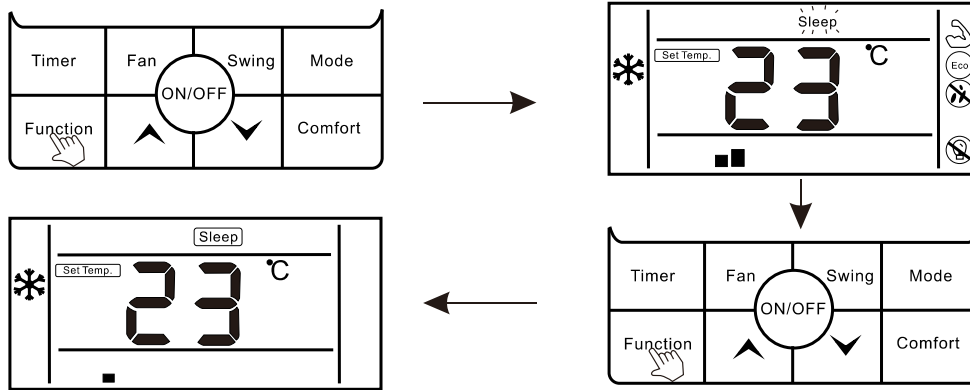 Timer Fan Swing Mode
ON/OFF
Function Comfort
Sleep
Set Temp. 23 °C
Eco
Sleep
Set Temp. 23 °C
Timer Fan Swing Mode
ON/OFF
Function Comfort